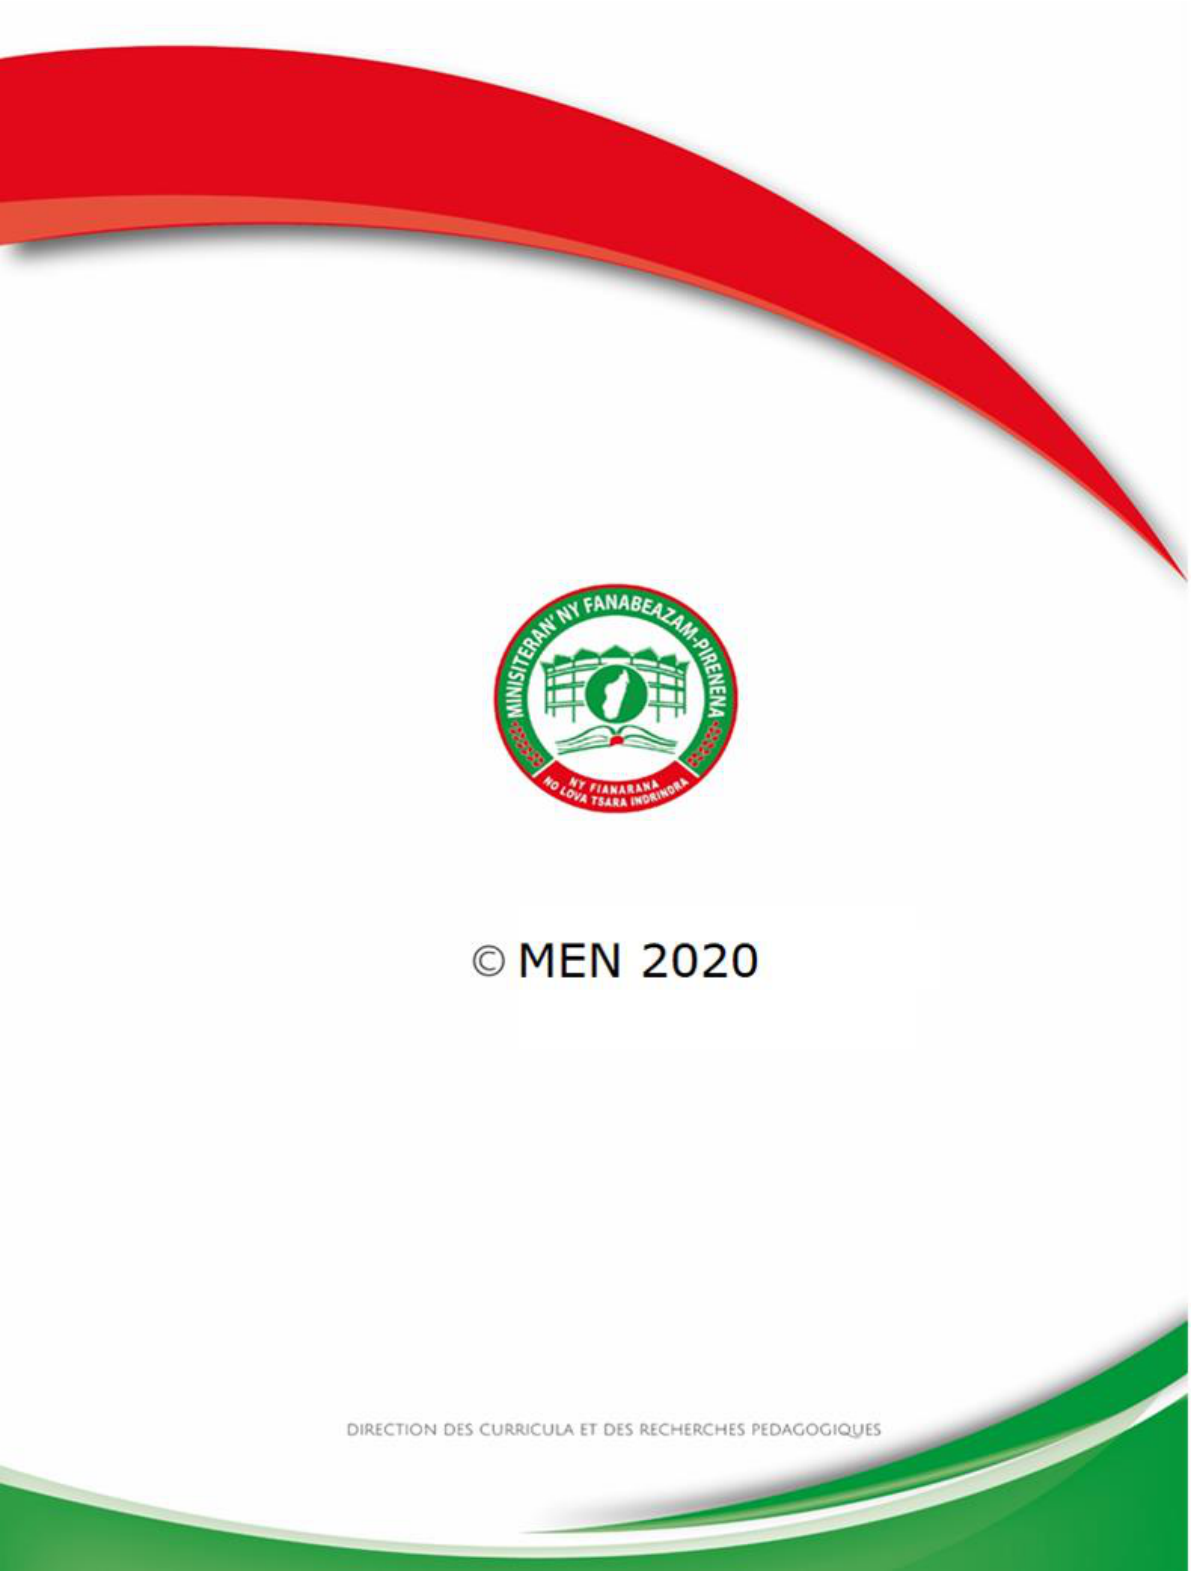 MINISITERAN'NY FANABEAZAM-PIRENENA
NY FIANARANA
NO LOVA TSARA INDRINDRA
© MEN 2020
DIRECTION DES CURRICULA ET DES RECHERCHES PEDAGOGIQUES